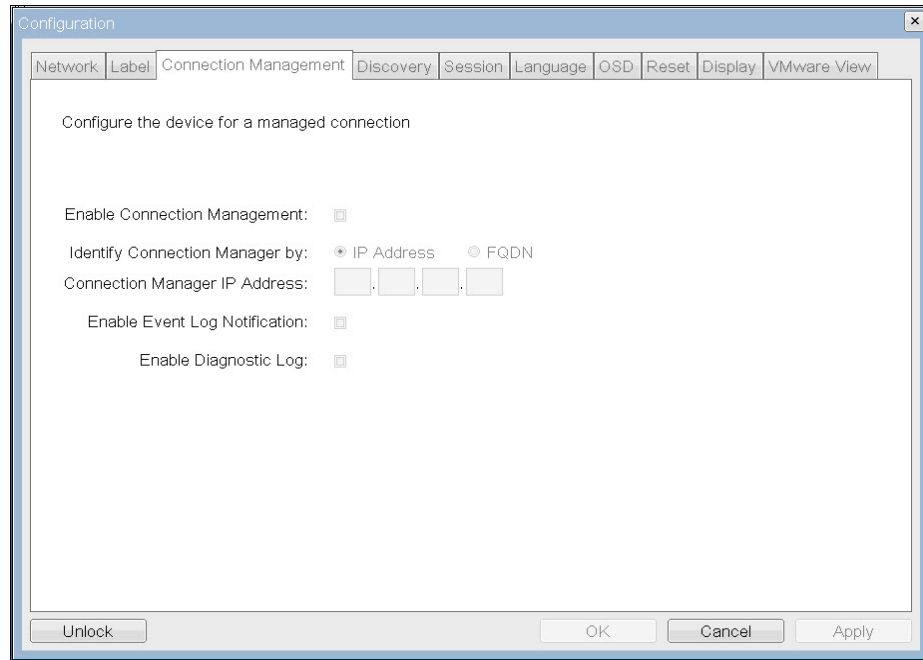 Configuration
Network Label Connection Management Discovery Session Language OSD Reset Display VMware View
Configure the device for a managed connection
Enable Connection Management:
Identify Connection Manager by: IP Address FQDN
Connection Manager IP Address: . . .
Enable Event Log Notification:
Enable Diagnostic Log:
Unlock OK Cancel Apply